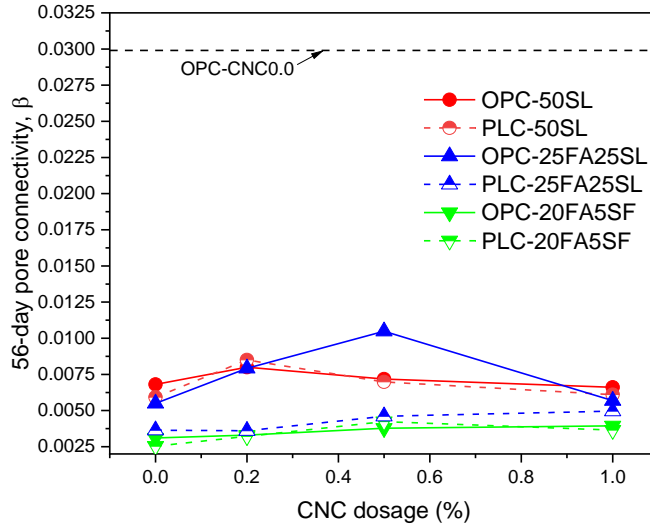 0.0325
0.0300
0.0275
0.0250
0.0225
0.0200
0.0175
0.0150
0.0125
0.0100
0.0075
0.0050
0.0025
56-day pore connectivity, β
OPC-CNC0.0
OPC-50SL
PLC-50SL
OPC-25FA25SL
PLC-25FA25SL
OPC-20FA5SF
PLC-20FA5SF
0.0 0.2 0.4 0.6 0.8 1.0
CNC dosage (%)